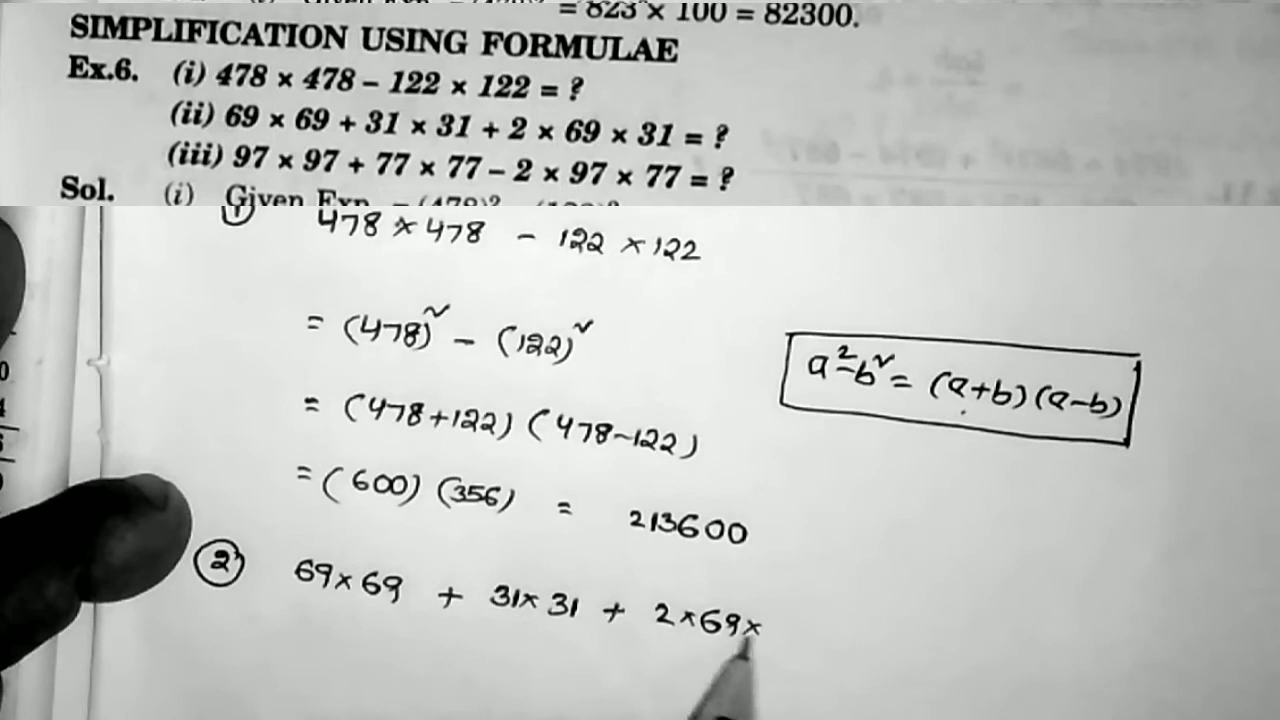 = 823 × 100 = 82300.
SIMPLIFICATION USING FORMULAE
Ex.6. (i) 478 × 478 – 122 × 122 = ?
(ii) 69 × 69 + 31 × 31 + 2 × 69 × 31 = ?
(iii) 97 × 97 + 77 × 77 – 2 × 97 × 77 = ?
Sol. (i) Given Exp.
1 478 × 478 - 122 × 122
= (478)² - (122)²
a²-b² = (a+b) (a-b)
= (478+122) (478-122)
= (600) (356) = 213600
2 69×69 + 31×31 + 2×69×